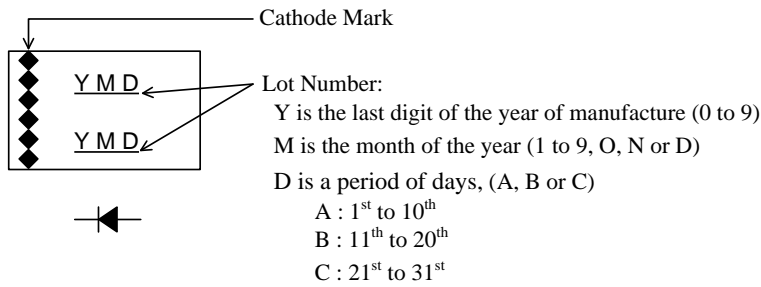 Cathode Mark
Y M D
Lot Number:
Y is the last digit of the year of manufacture (0 to 9)
Y M D
M is the month of the year (1 to 9, O, N or D)
D is a period of days, (A, B or C)
A : 1st to 10th
B : 11th to 20th
C : 21st to 31st